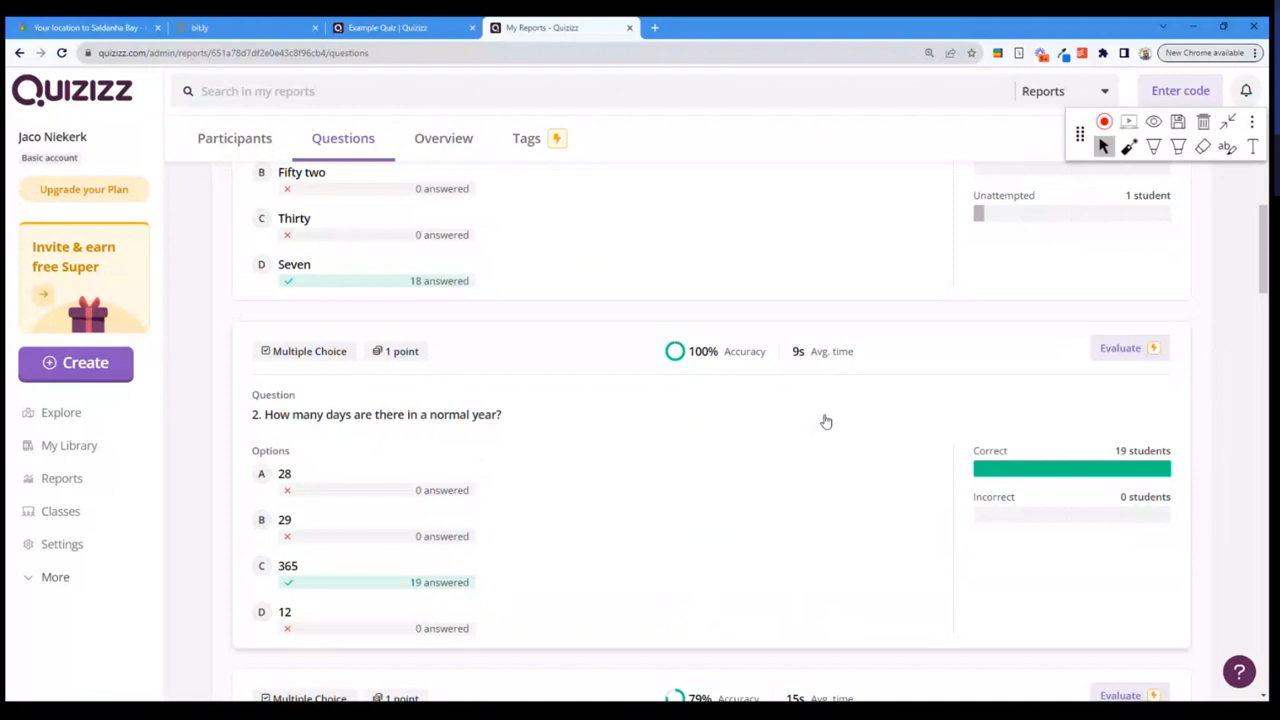 Your location to Saldanha Bay -
bit.ly
Example Quiz | Quizizz
My Reports - Quizizz
quizizz.com/admin/reports/651a78d7df2e0e43c8f96cb4/questions
New Chrome available
QUIZIZZ
Search in my reports
Reports
Enter code
Jaco Niekerk
Basic account
Upgrade your Plan
Invite & earn
free Super
Create
Explore
My Library
Reports
Classes
Settings
More
Participants
Questions
Overview
Tags
B Fifty two
0 answered
C Thirty
0 answered
D Seven
18 answered
Unattempted 1 student
Multiple Choice 1 point 100% Accuracy 9s Avg. time Evaluate
Question
2. How many days are there in a normal year?
Options
A 28
0 answered
B 29
0 answered
C 365
19 answered
D 12
0 answered
Correct 19 students
Incorrect 0 students
Multiple Choice 1 point 79% Accuracy 15s Avg. time Evaluate
?